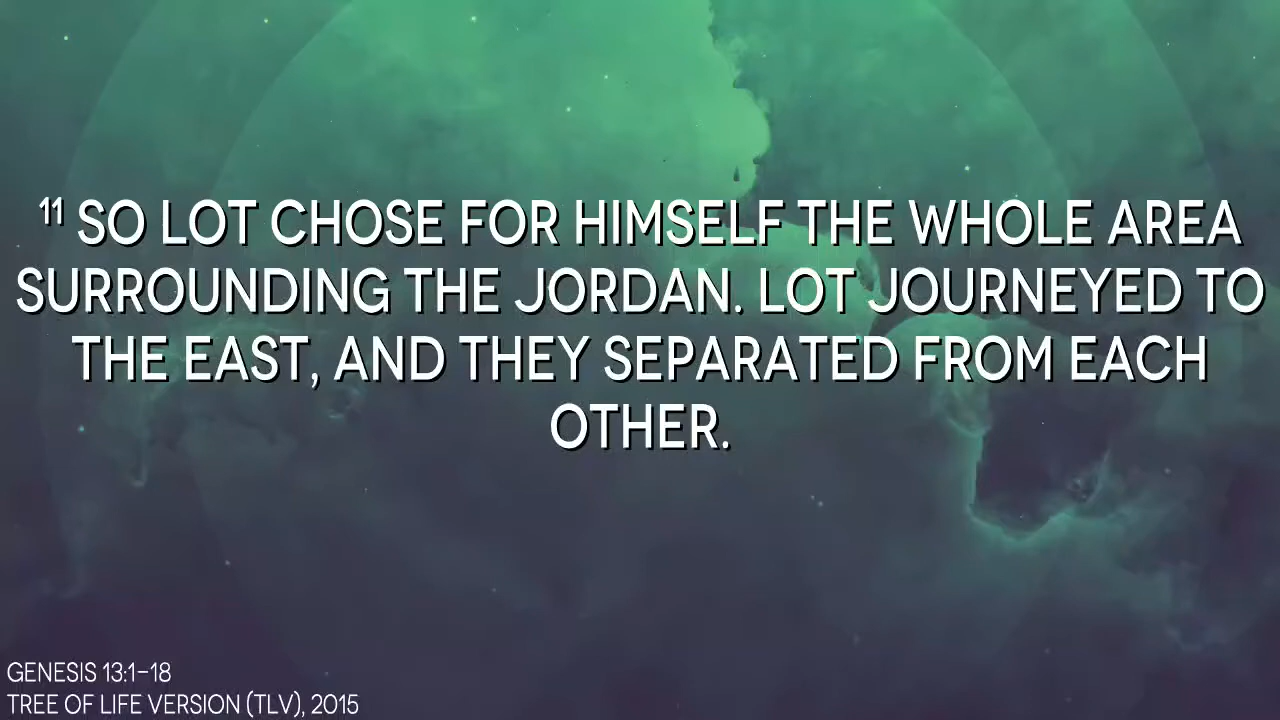 ¹¹ SO LOT CHOSE FOR HIMSELF THE WHOLE AREA
SURROUNDING THE JORDAN. LOT JOURNEYED TO
THE EAST, AND THEY SEPARATED FROM EACH
OTHER.
GENESIS 13:1-18
TREE OF LIFE VERSION (TLV), 2015